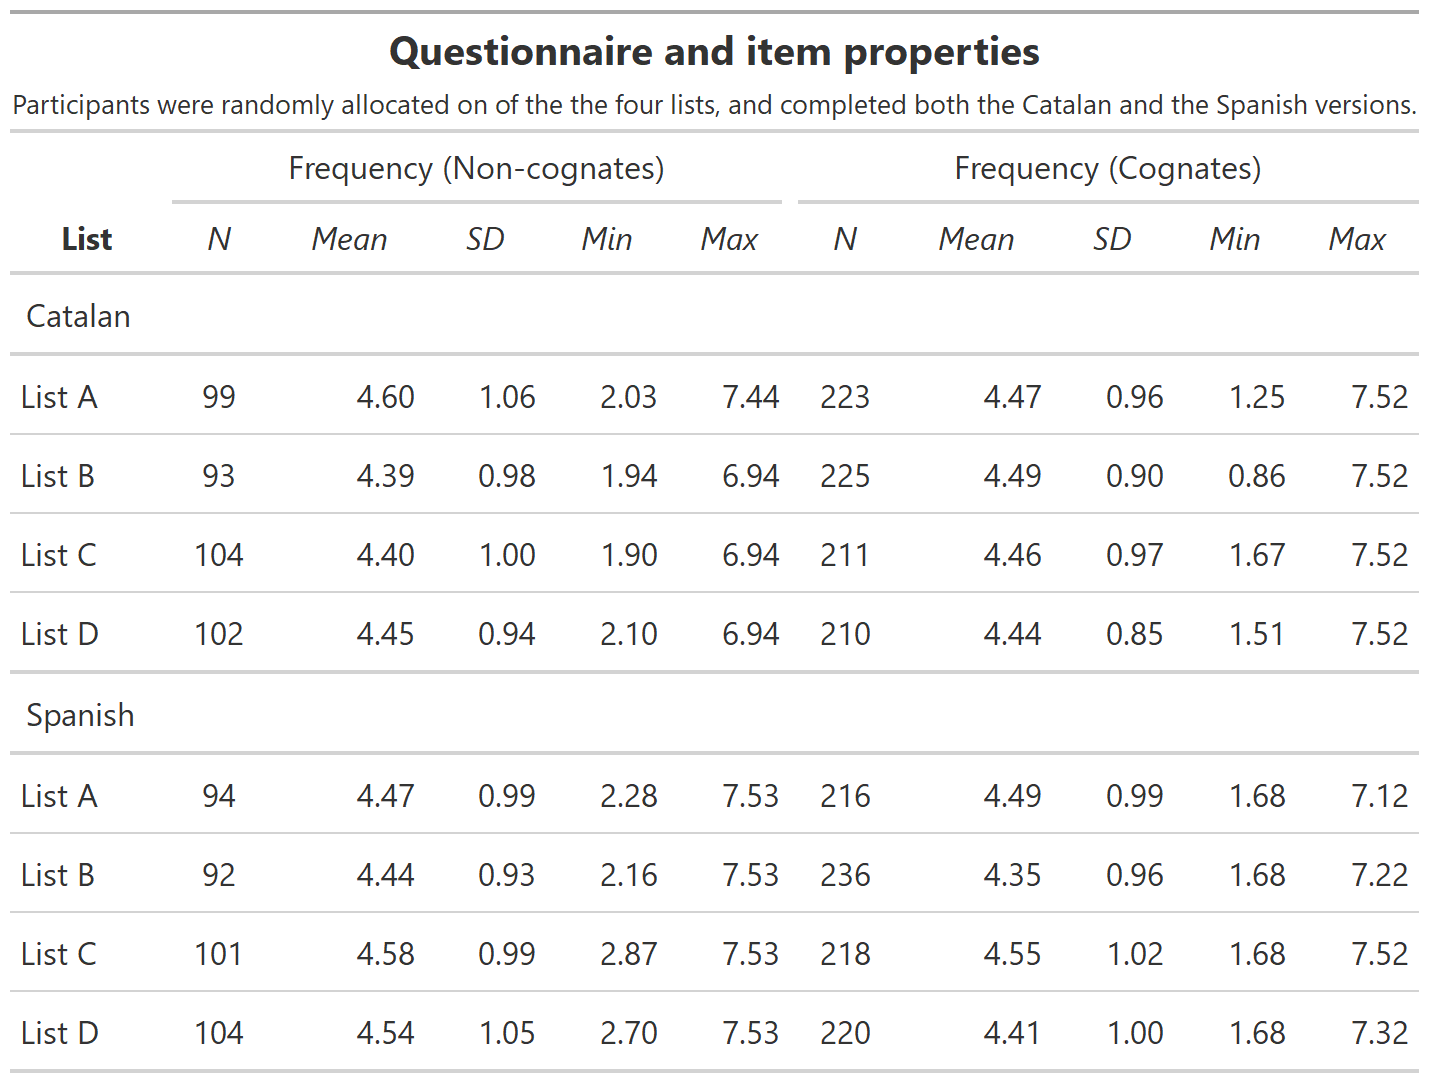 Questionnaire and item properties
Participants were randomly allocated on of the the four lists, and completed both the Catalan and the Spanish versions.
Frequency (Non-cognates) Frequency (Cognates)
List N Mean SD Min Max N Mean SD Min Max
Catalan
List A 99 4.60 1.06 2.03 7.44 223 4.47 0.96 1.25 7.52
List B 93 4.39 0.98 1.94 6.94 225 4.49 0.90 0.86 7.52
List C 104 4.40 1.00 1.90 6.94 211 4.46 0.97 1.67 7.52
List D 102 4.45 0.94 2.10 6.94 210 4.44 0.85 1.51 7.52
Spanish
List A 94 4.47 0.99 2.28 7.53 216 4.49 0.99 1.68 7.12
List B 92 4.44 0.93 2.16 7.53 236 4.35 0.96 1.68 7.22
List C 101 4.58 0.99 2.87 7.53 218 4.55 1.02 1.68 7.52
List D 104 4.54 1.05 2.70 7.53 220 4.41 1.00 1.68 7.32